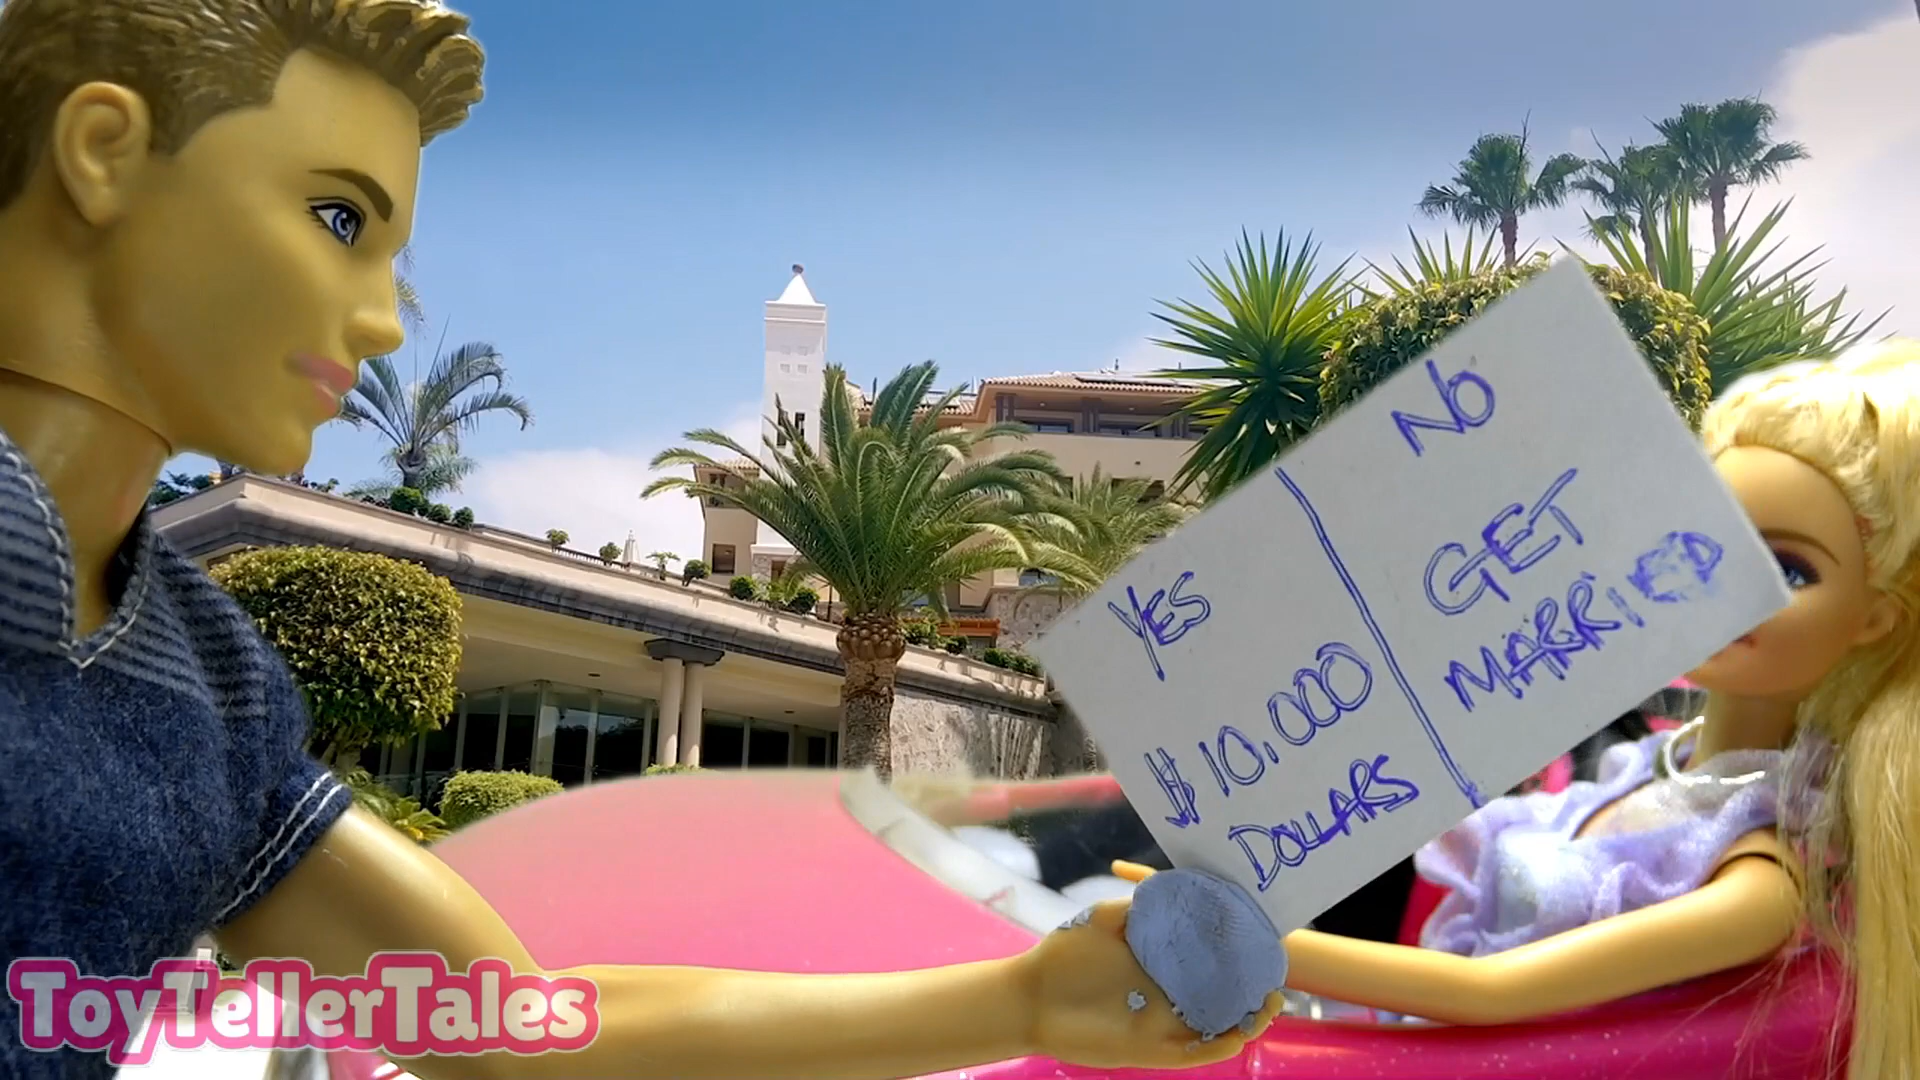 YES
$10,000
DOLLARS
NO
GET
MARRIED
ToyTellerTales